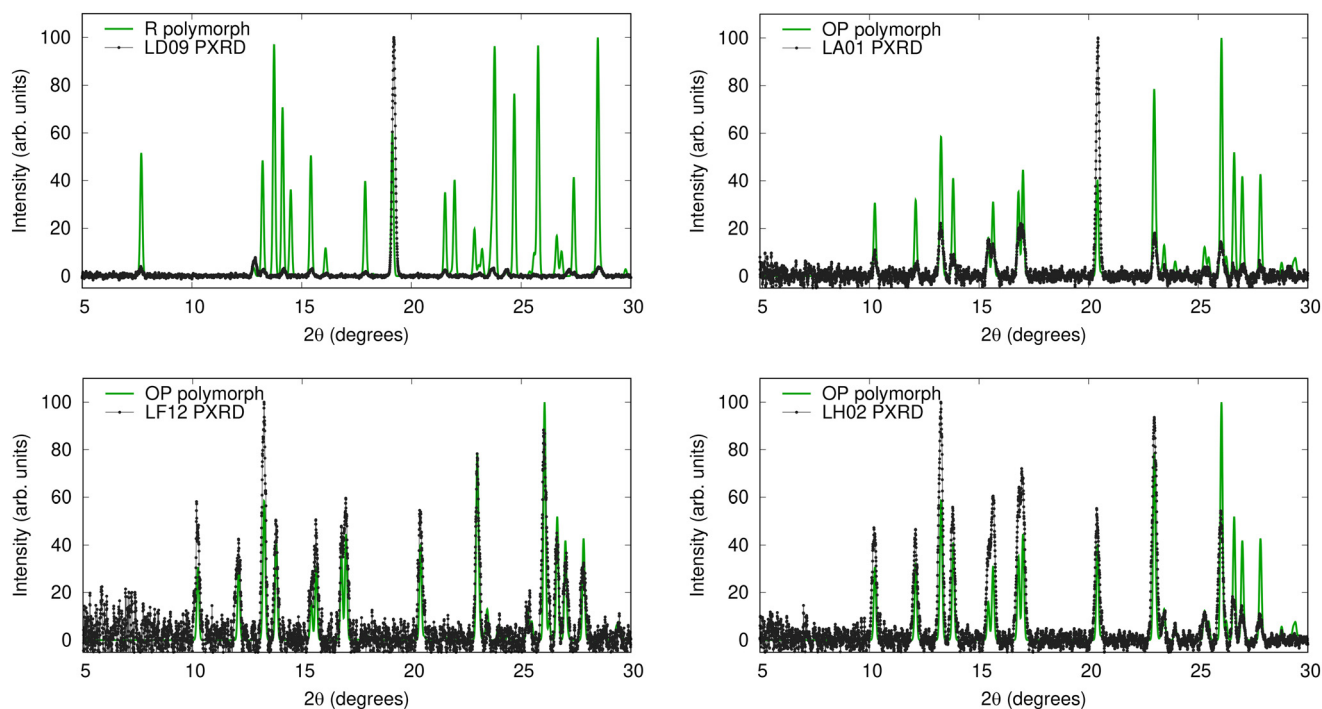 R polymorph
LD09 PXRD
Intensity (arb. units)
100
80
60
40
20
0
5 10 15 20 25 30
2θ (degrees)
OP polymorph
LA01 PXRD
Intensity (arb. units)
100
80
60
40
20
0
5 10 15 20 25 30
2θ (degrees)
OP polymorph
LF12 PXRD
Intensity (arb. units)
100
80
60
40
20
0
5 10 15 20 25 30
2θ (degrees)
OP polymorph
LH02 PXRD
Intensity (arb. units)
100
80
60
40
20
0
5 10 15 20 25 30
2θ (degrees)